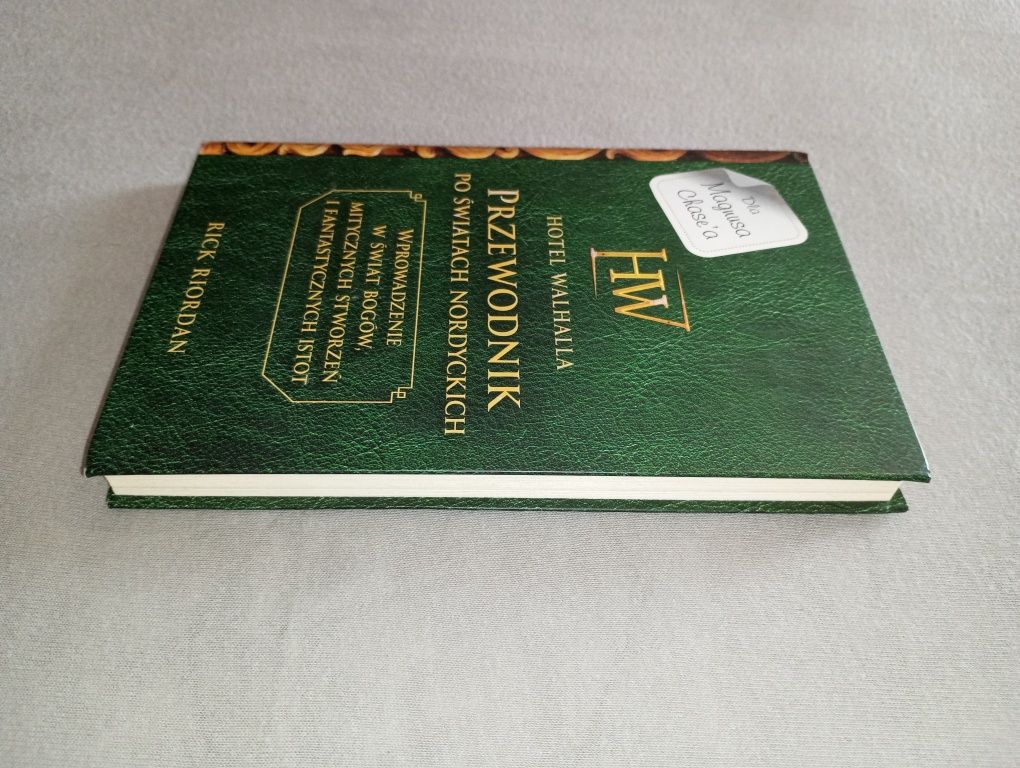 Dla
Magnusa
Chase'a
HW
HOTEL WALHALLA
PRZEWODNIK
PO ŚWIATACH NORDYCKICH
WPROWADZENIE
W ŚWIAT BOGÓW,
MITYCZNYCH STWORZEŃ
I FANTASTYCZNYCH ISTOT
RICK RIORDAN